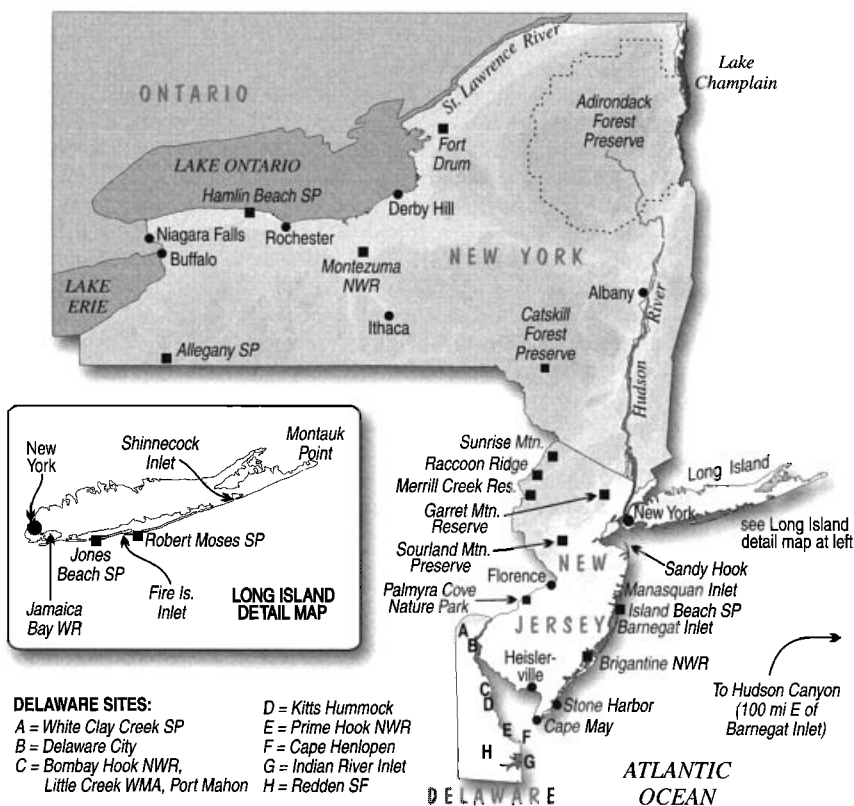 ONTARIO
St. Lawrence River
Lake
Champlain
Adirondack
Forest
Preserve
Fort
Drum
LAKE ONTARIO
Hamlin Beach SP
Derby Hill
Niagara Falls
Rochester
Buffalo
Montezuma
NWR
NEW YORK
LAKE
ERIE
Albany
Hudson River
Ithaca
Catskill
Forest
Preserve
Allegany SP
New
York
Shinnecock
Inlet
Montauk
Point
Jones
Beach SP
Robert Moses SP
Jamaica
Bay WR
Fire Is.
Inlet
LONG ISLAND
DETAIL MAP
Sunrise Mtn.
Raccoon Ridge
Merrill Creek Res.
Garret Mtn.
Reserve
Long Island
New York
see Long Island
detail map at left
Sourland Mtn.
Preserve
NEW
JERSEY
Sandy Hook
Florence
Manasquan Inlet
Palmyra Cove
Nature Park
Island Beach SP
Barnegat Inlet
A
B
C
D
E
F
G
H
Heisler-
ville
Brigantine NWR
Stone Harbor
Cape May
To Hudson Canyon
(100 mi E of
Barnegat Inlet)
DELAWARE
ATLANTIC
OCEAN
DELAWARE SITES:
A = White Clay Creek SP
B = Delaware City
C = Bombay Hook NWR,
Little Creek WMA, Port Mahon
D = Kitts Hummock
E = Prime Hook NWR
F = Cape Henlopen
G = Indian River Inlet
H = Redden SF